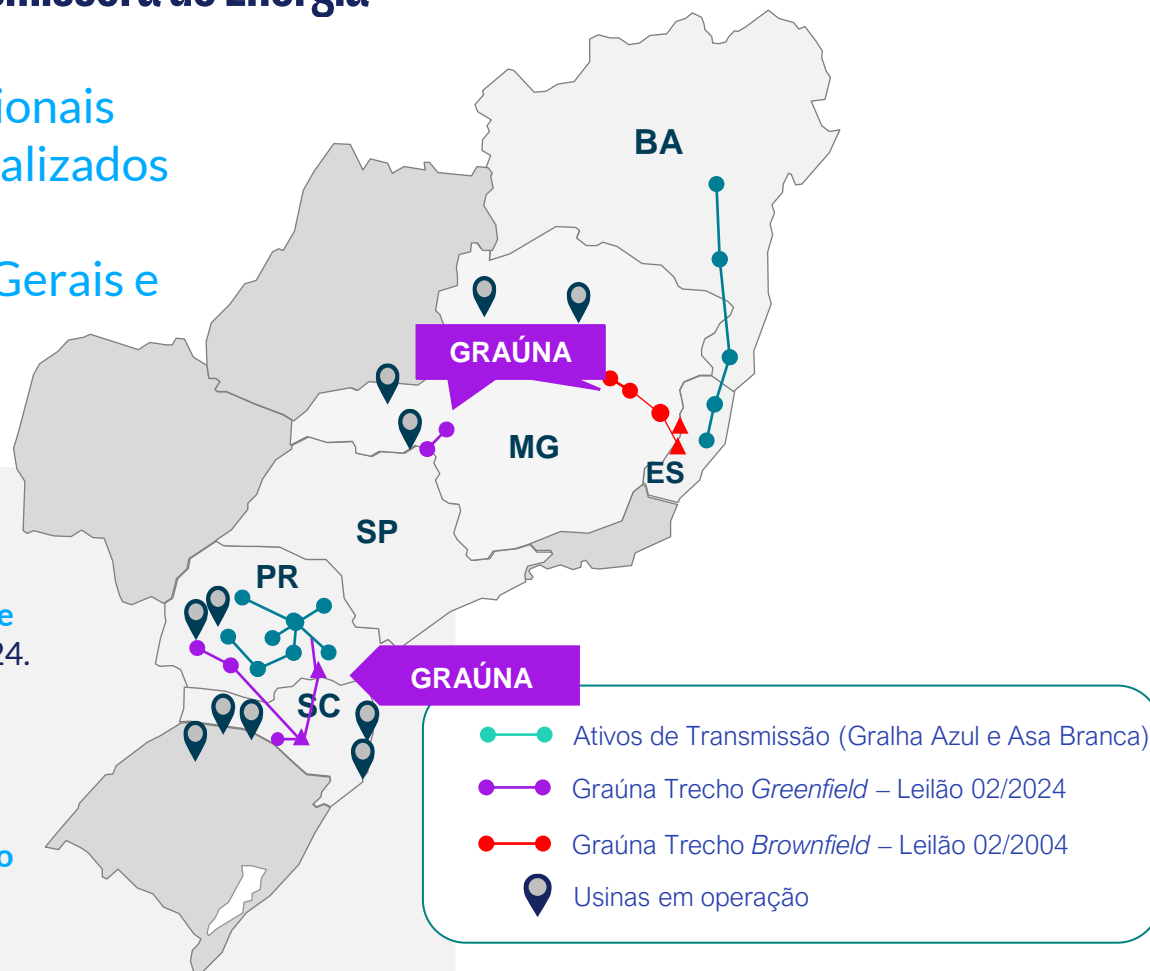 ionais
alizados
Gerais e
BA
GRAÚNA
MG
ES
SP
PR
e
24.
GRAÚNA
SC
Ativos de Transmissão (Gralha Azul e Asa Branca)
Graúna Trecho Greenfield – Leilão 02/2024
Graúna Trecho Brownfield – Leilão 02/2004
o
Usinas em operação